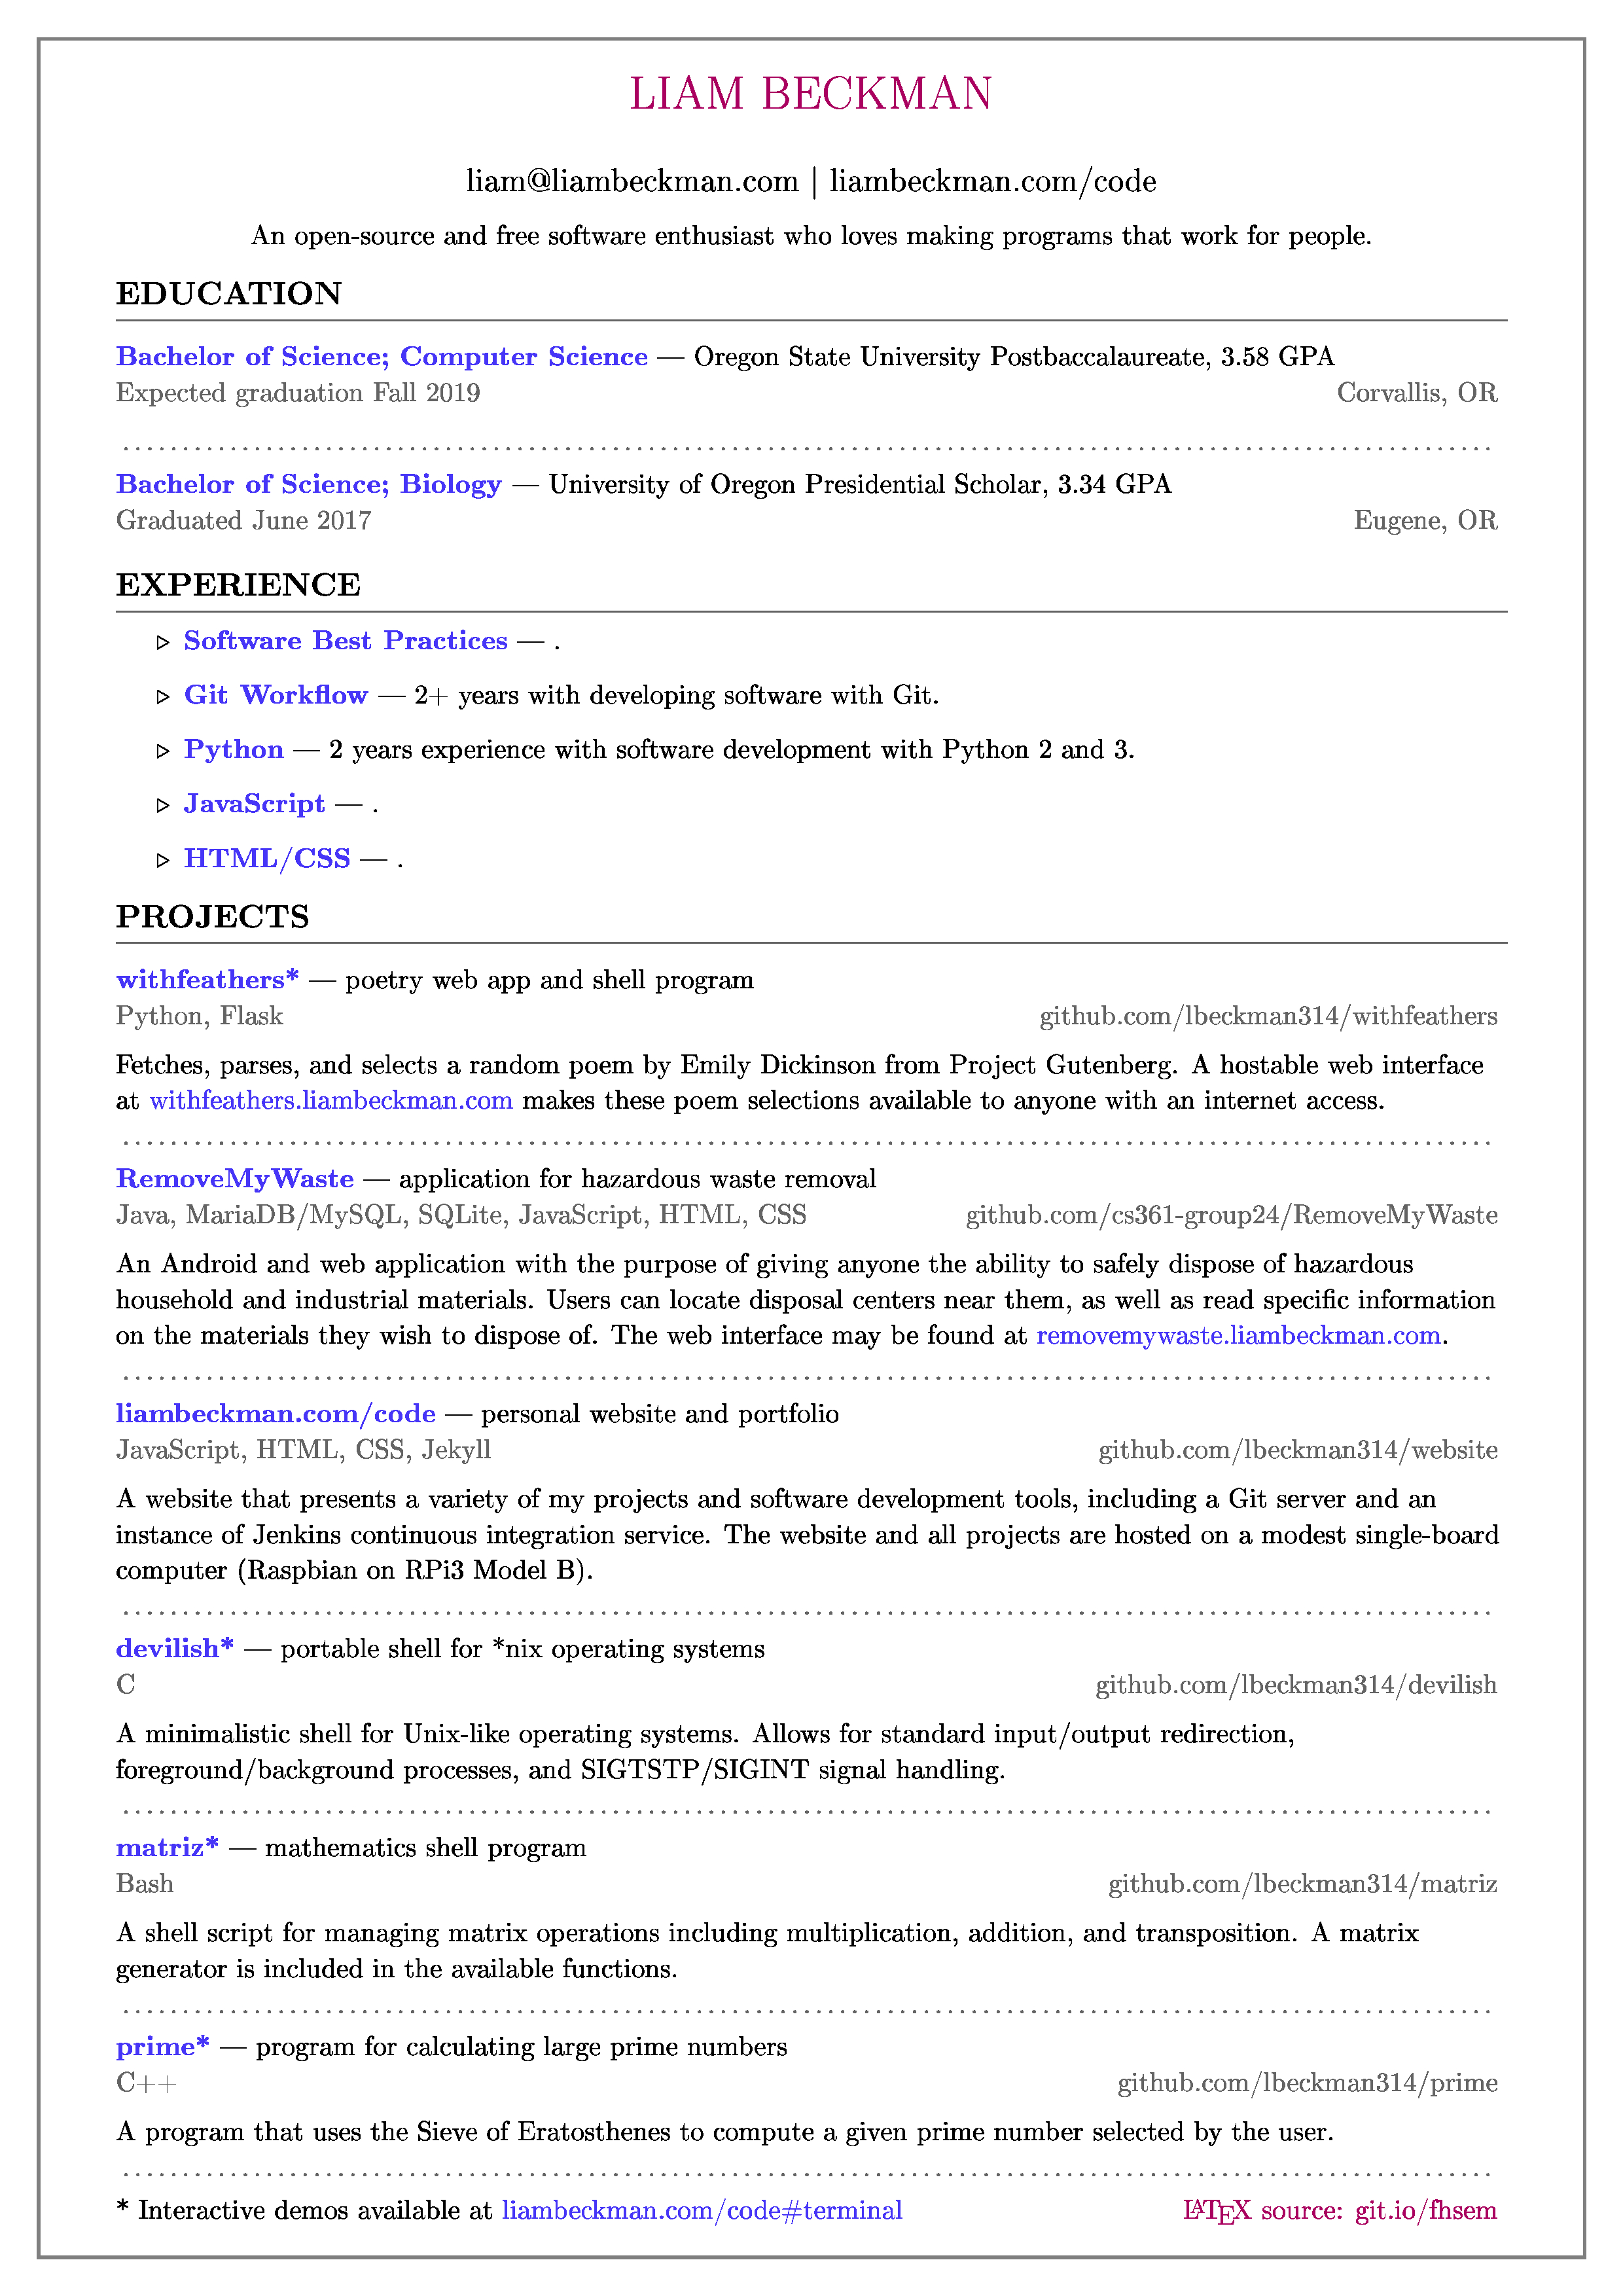 LIAM BECKMAN
liam@liambeckman.com | liambeckman.com/code
An open-source and free software enthusiast who loves making programs that work for people.
EDUCATION
Bachelor of Science; Computer Science — Oregon State University Postbaccalaureate, 3.58 GPA
Expected graduation Fall 2019 Corvallis, OR
Bachelor of Science; Biology — University of Oregon Presidential Scholar, 3.34 GPA
Graduated June 2017 Eugene, OR
EXPERIENCE
▷ Software Best Practices — .
▷ Git Workflow — 2+ years with developing software with Git.
▷ Python — 2 years experience with software development with Python 2 and 3.
▷ JavaScript — .
▷ HTML/CSS — .
PROJECTS
withfeathers* — poetry web app and shell program
Python, Flask github.com/lbeckman314/withfeathers
Fetches, parses, and selects a random poem by Emily Dickinson from Project Gutenberg. A hostable web interface
at withfeathers.liambeckman.com makes these poem selections available to anyone with an internet access.
RemoveMyWaste — application for hazardous waste removal
Java, MariaDB/MySQL, SQLite, JavaScript, HTML, CSS github.com/cs361-group24/RemoveMyWaste
An Android and web application with the purpose of giving anyone the ability to safely dispose of hazardous
household and industrial materials. Users can locate disposal centers near them, as well as read specific information
on the materials they wish to dispose of. The web interface may be found at removemywaste.liambeckman.com.
liambeckman.com/code — personal website and portfolio
JavaScript, HTML, CSS, Jekyll github.com/lbeckman314/website
A website that presents a variety of my projects and software development tools, including a Git server and an
instance of Jenkins continuous integration service. The website and all projects are hosted on a modest single-board
computer (Raspbian on RPi3 Model B).
devilish* — portable shell for *nix operating systems
C github.com/lbeckman314/devilish
A minimalistic shell for Unix-like operating systems. Allows for standard input/output redirection,
foreground/background processes, and SIGTSTP/SIGINT signal handling.
matriz* — mathematics shell program
Bash github.com/lbeckman314/matriz
A shell script for managing matrix operations including multiplication, addition, and transposition. A matrix
generator is included in the available functions.
prime* — program for calculating large prime numbers
C++ github.com/lbeckman314/prime
A program that uses the Sieve of Eratosthenes to compute a given prime number selected by the user.
* Interactive demos available at liambeckman.com/code#terminal LATEX source: git.io/fhsem